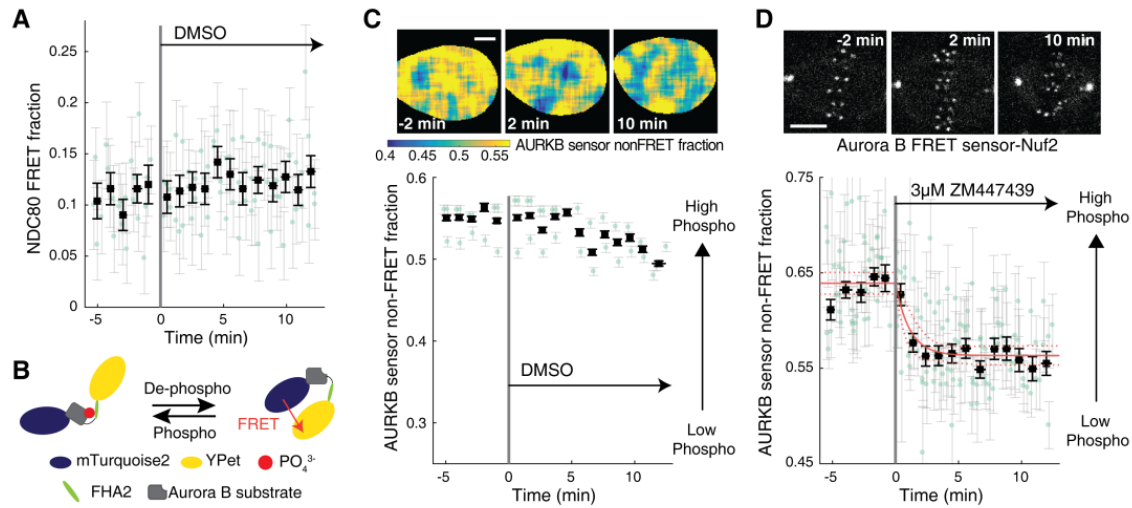 A
DMSO
NDC80 FRET fraction
0.25
0.2
0.15
0.1
0.05
0
-5
0
5
10
Time (min)
B
De-phospho
Phospho
FRET
mTurquoise2
YPet
PO₄³⁻
FHA2
Aurora B substrate
C
-2 min
2 min
10 min
0.4
0.45
0.5
0.55
AURKB sensor nonFRET fraction
AURKB sensor non-FRET fraction
0.6
0.5
0.4
0.3
DMSO
High
Phospho
Low
Phospho
-5
0
5
10
Time (min)
D
-2 min
2 min
10 min
Aurora B FRET sensor-Nuf2
3μM ZM447439
AURKB sensor non-FRET fraction
0.75
0.65
0.55
0.45
High
Phospho
Low
Phospho
-5
0
5
10
Time (min)